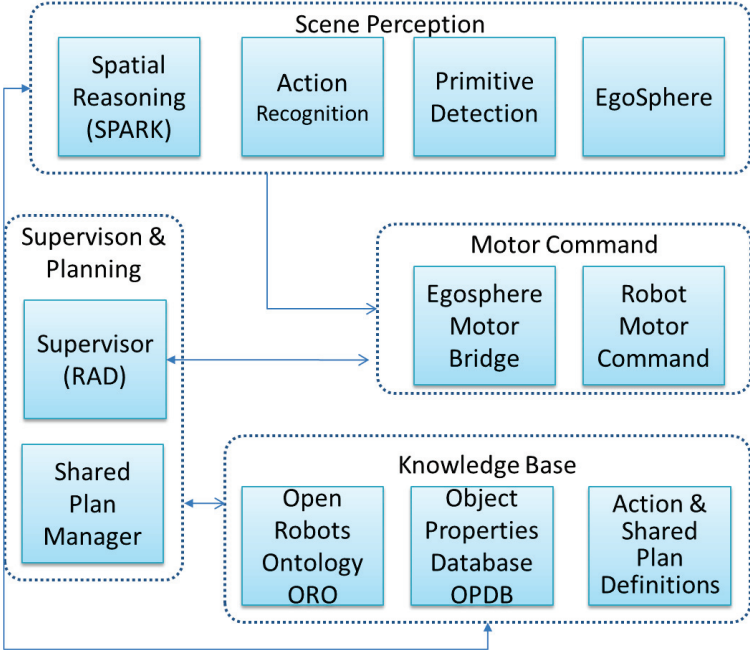 Scene Perception
Spatial
Reasoning
(SPARK)
Action
Recognition
Primitive
Detection
EgoSphere
Supervison &
Planning
Supervisor
(RAD)
Shared
Plan
Manager
Motor Command
Egosphere
Motor
Bridge
Robot
Motor
Command
Knowledge Base
Open
Robots
Ontology
ORO
Object
Properties
Database
OPDB
Action &
Shared
Plan
Definitions